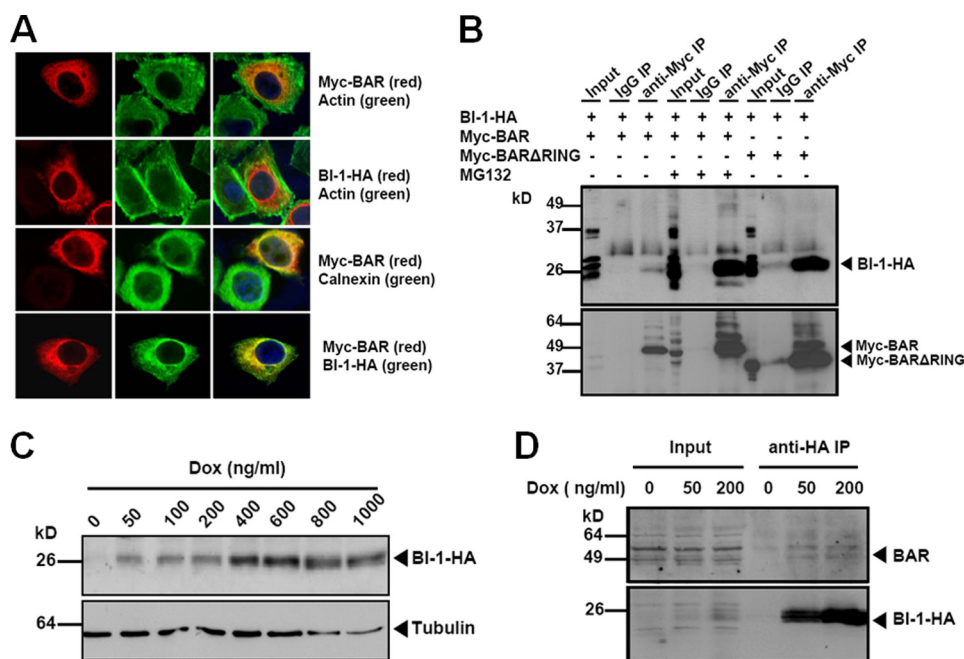 A
Myc-BAR (red)
Actin (green)
BI-1-HA (red)
Actin (green)
Myc-BAR (red)
Calnexin (green)
Myc-BAR (red)
BI-1-HA (green)
B
Input IgG IP anti-Myc IP Input IgG IP anti-Myc IP Input IgG IP anti-Myc IP
BI-1-HA + + + + + + + + +
Myc-BAR + + + + + + - - -
Myc-BARΔRING - - - - - - + + +
MG132 - - - + + + - - -
kD
49
37
26
BI-1-HA
64
49
37
Myc-BAR
Myc-BARΔRING
C
Dox (ng/ml)
0 50 100 200 400 600 800 1000
kD
26
BI-1-HA
64
Tubulin
D
Input anti-HA IP
Dox ( ng/ml) 0 50 200 0 50 200
kD
64
49
BAR
26
BI-1-HA